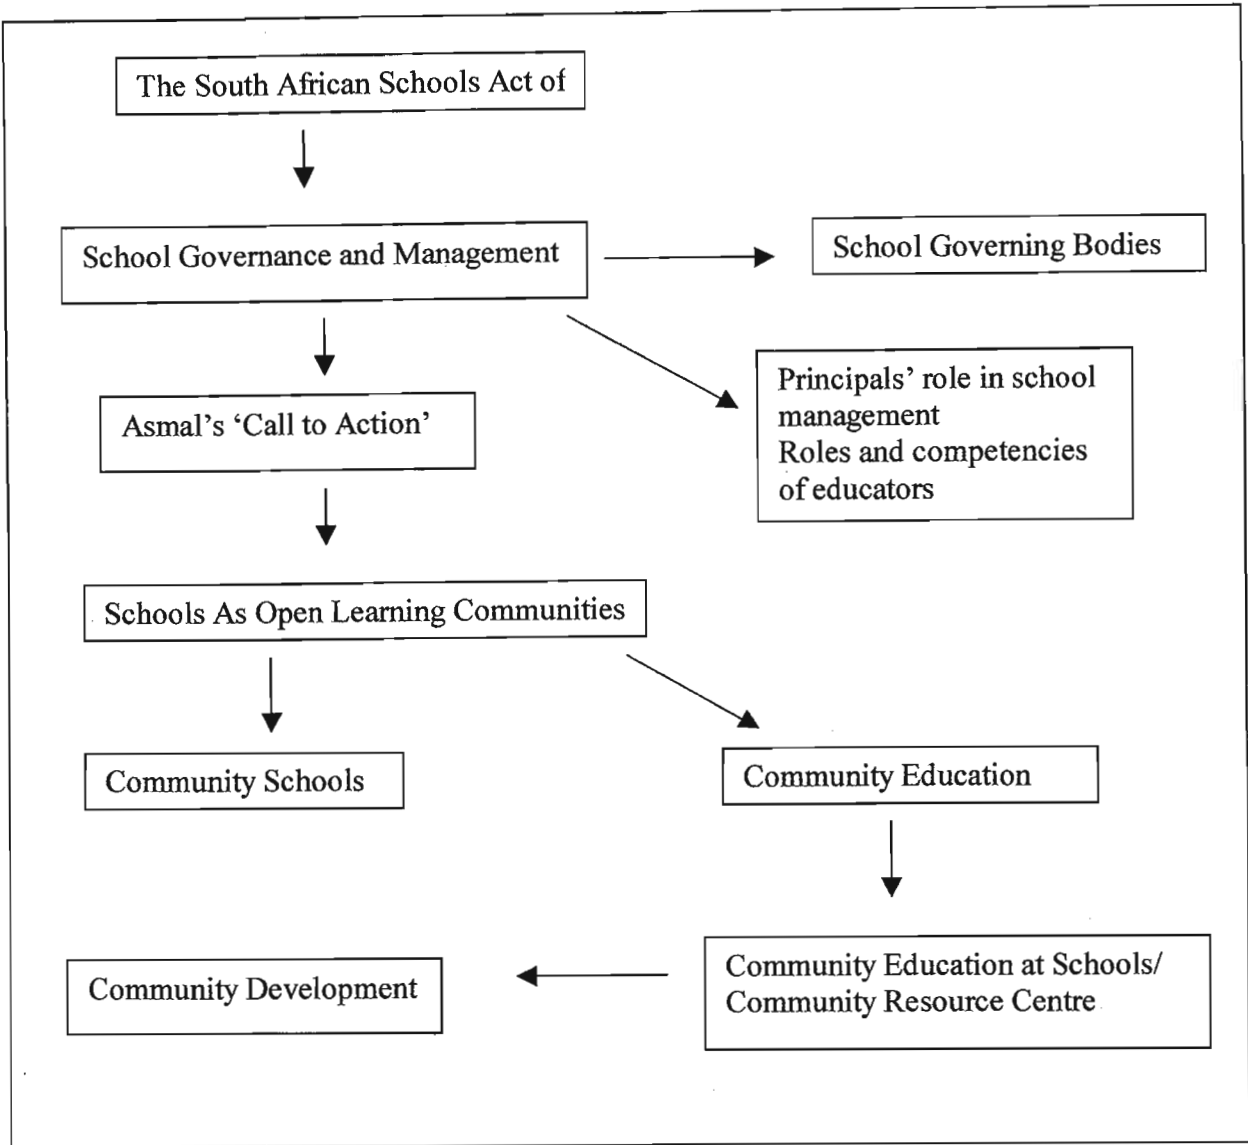 The South African Schools Act of
School Governance and Management
School Governing Bodies
Principals’ role in school
management
Roles and competencies
of educators
Asmal’s ‘Call to Action’
Schools As Open Learning Communities
Community Schools
Community Education
Community Education at Schools/
Community Resource Centre
Community Development